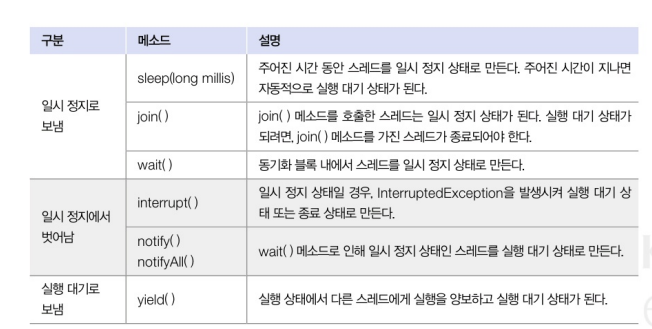 구분 메소드 설명
일시 정지로
보냄
sleep(long millis)
주어진 시간 동안 스레드를 일시 정지 상태로 만든다. 주어진 시간이 지나면
자동적으로 실행 대기 상태가 된다.
join( )
join( ) 메소드를 호출한 스레드는 일시 정지 상태가 된다. 실행 대기 상태가
되려면, join( ) 메소드를 가진 스레드가 종료되어야 한다.
wait( )
동기화 블록 내에서 스레드를 일시 정지 상태로 만든다.
일시 정지에서
벗어남
interrupt( )
일시 정지 상태일 경우, InterruptedException을 발생시켜 실행 대기 상
태 또는 종료 상태로 만든다.
notify( )
notifyAll( )
wait( ) 메소드로 인해 일시 정지 상태인 스레드를 실행 대기 상태로 만든다.
실행 대기로
보냄
yield( )
실행 상태에서 다른 스레드에게 실행을 양보하고 실행 대기 상태가 된다.